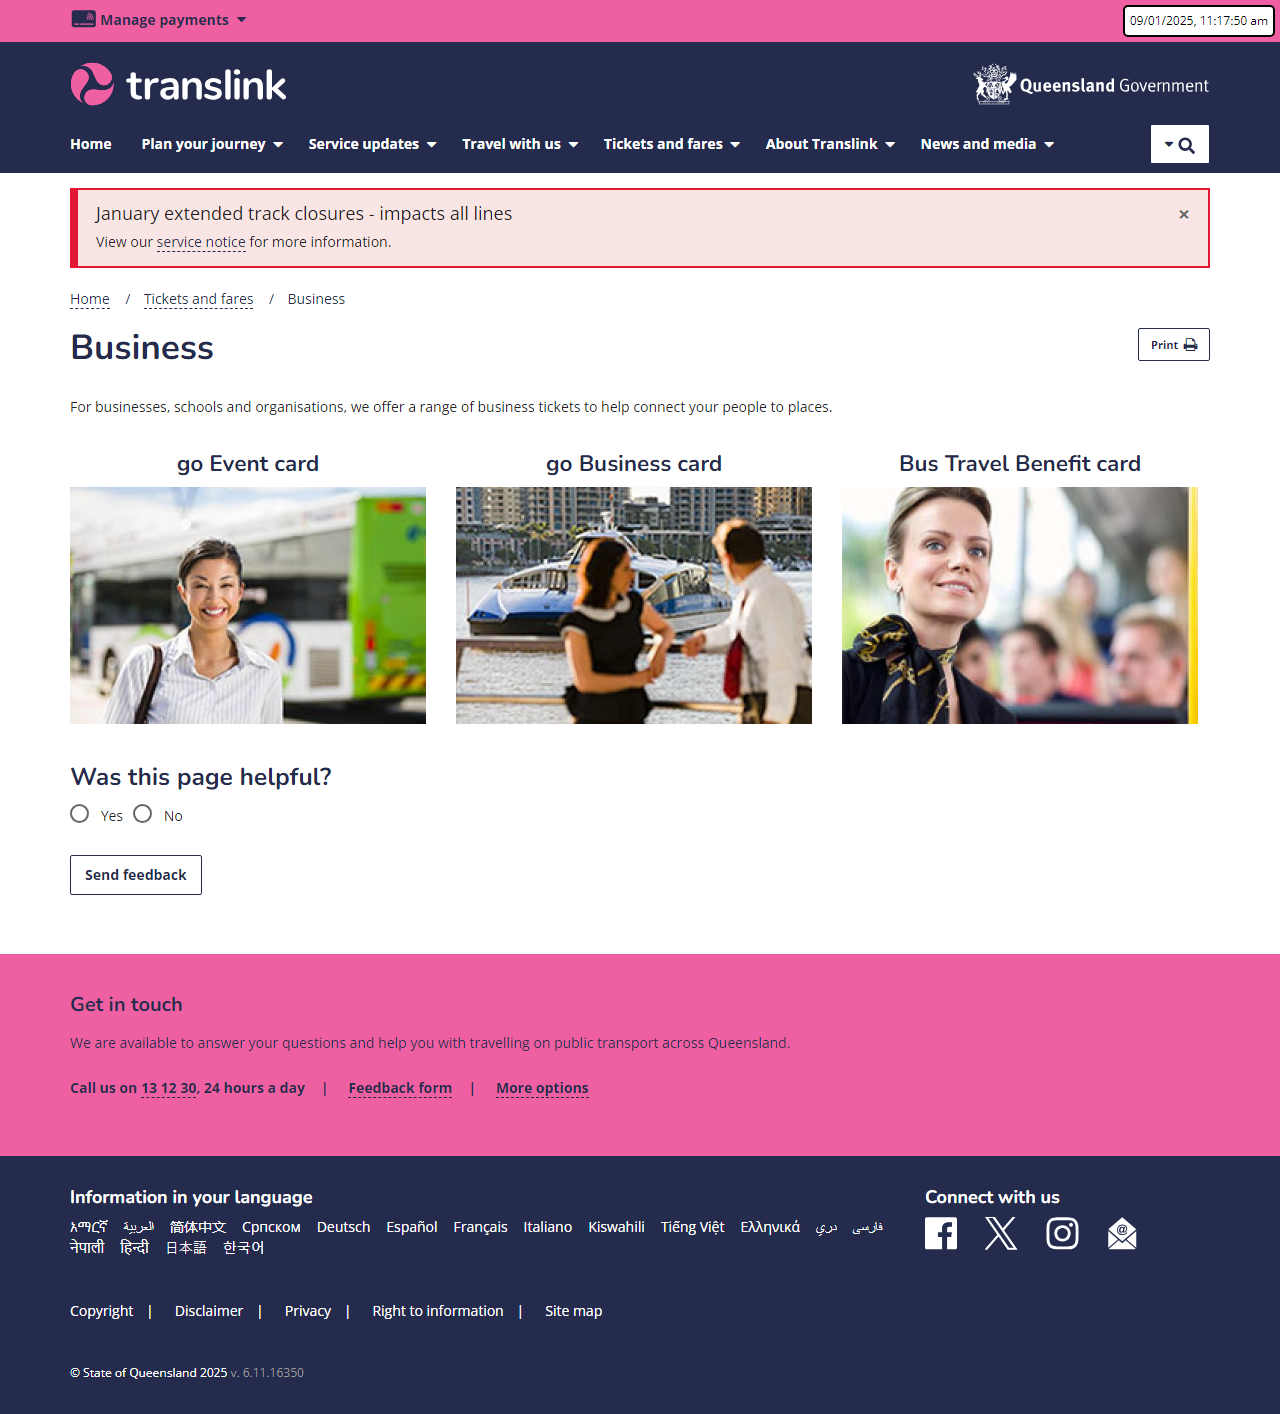 Manage payments
09/01/2025, 11:17:50 am
translink
Queensland Government
Home
Plan your journey
Service updates
Travel with us
Tickets and fares
About Translink
News and media
January extended track closures - impacts all lines
×
View our service notice for more information.
Home / Tickets and fares / Business
Business
Print
For businesses, schools and organisations, we offer a range of business tickets to help connect your people to places.
go Event card
go Business card
Bus Travel Benefit card
Was this page helpful?
Yes
No
Send feedback
Get in touch
We are available to answer your questions and help you with travelling on public transport across Queensland.
Call us on 13 12 30, 24 hours a day | Feedback form | More options
Information in your language
አማርኛ العربية 简体中文 Српском Deutsch Español Français Italiano Kiswahili Tiếng Việt Ελληνικά دري فارسی
नेपाली हिन्दी 日本語 한국어
Connect with us
Copyright | Disclaimer | Privacy | Right to information | Site map
© State of Queensland 2025 v. 6.11.16350